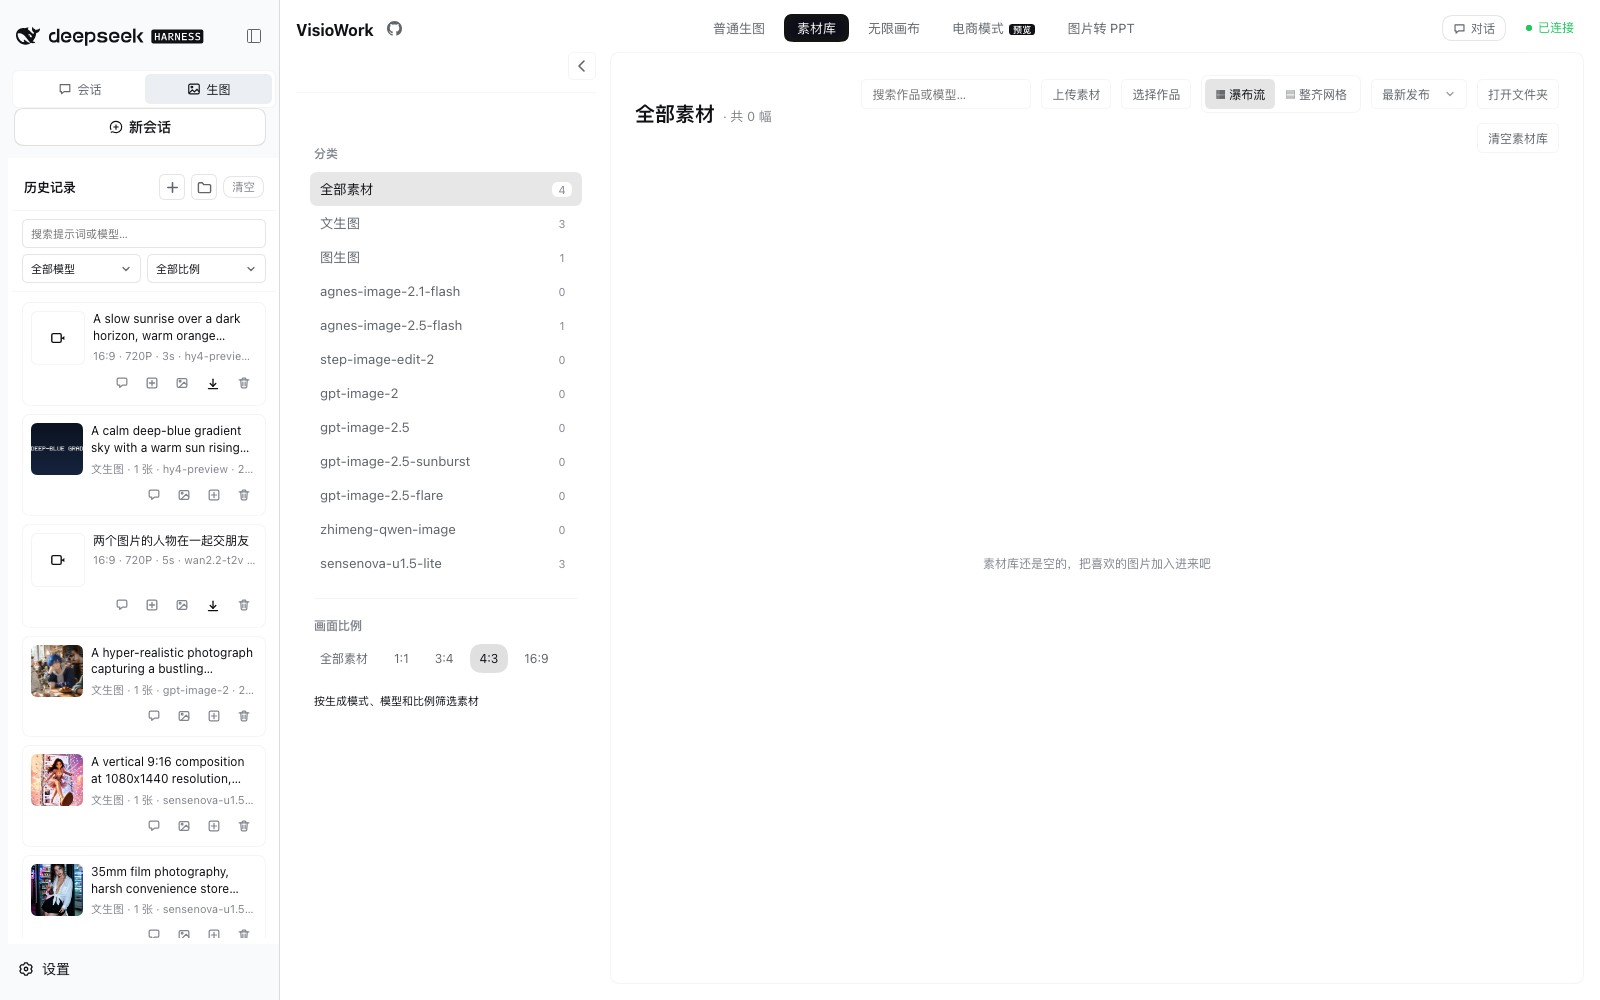 deepseek HARNESS
会话
生图
新会话
历史记录
清空
搜索提示词或模型...
全部模型
全部比例
A slow sunrise over a dark
horizon, warm orange...
16:9 · 720P · 3s · hy4-previe...
A calm deep-blue gradient
sky with a warm sun rising...
文生图 · 1 张 · hy4-preview · 2...
DEEP-BLUE GRAD
两个图片的人物在一起交朋友
16:9 · 720P · 5s · wan2.2-t2v ...
A hyper-realistic photograph
capturing a bustling...
文生图 · 1 张 · gpt-image-2 · 2...
A vertical 9:16 composition
at 1080x1440 resolution,...
文生图 · 1 张 · sensenova-u1.5...
35mm film photography,
harsh convenience store...
文生图 · 1 张 · sensenova-u1.5...
设置
VisioWork
普通生图
素材库
无限画布
电商模式 预览
图片转 PPT
对话
已连接
分类
全部素材 4
文生图 3
图生图 1
agnes-image-2.1-flash 0
agnes-image-2.5-flash 1
step-image-edit-2 0
gpt-image-2 0
gpt-image-2.5 0
gpt-image-2.5-sunburst 0
gpt-image-2.5-flare 0
zhimeng-qwen-image 0
sensenova-u1.5-lite 3
画面比例
全部素材 1:1 3:4 4:3 16:9
按生成模式、模型和比例筛选素材
全部素材 · 共 0 幅
搜索作品或模型...
上传素材
选择作品
瀑布流
整齐网格
最新发布
打开文件夹
清空素材库
素材库还是空的，把喜欢的图片加入进来吧